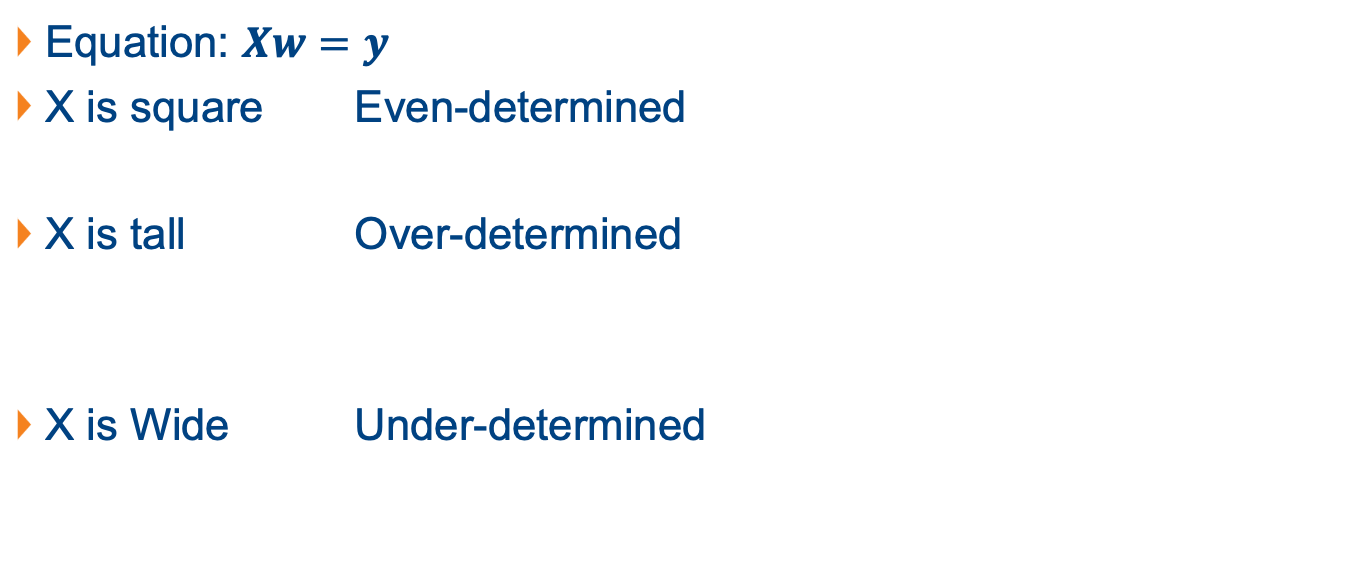 Equation: Xw = y
X is square Even-determined
X is tall Over-determined
X is Wide Under-determined